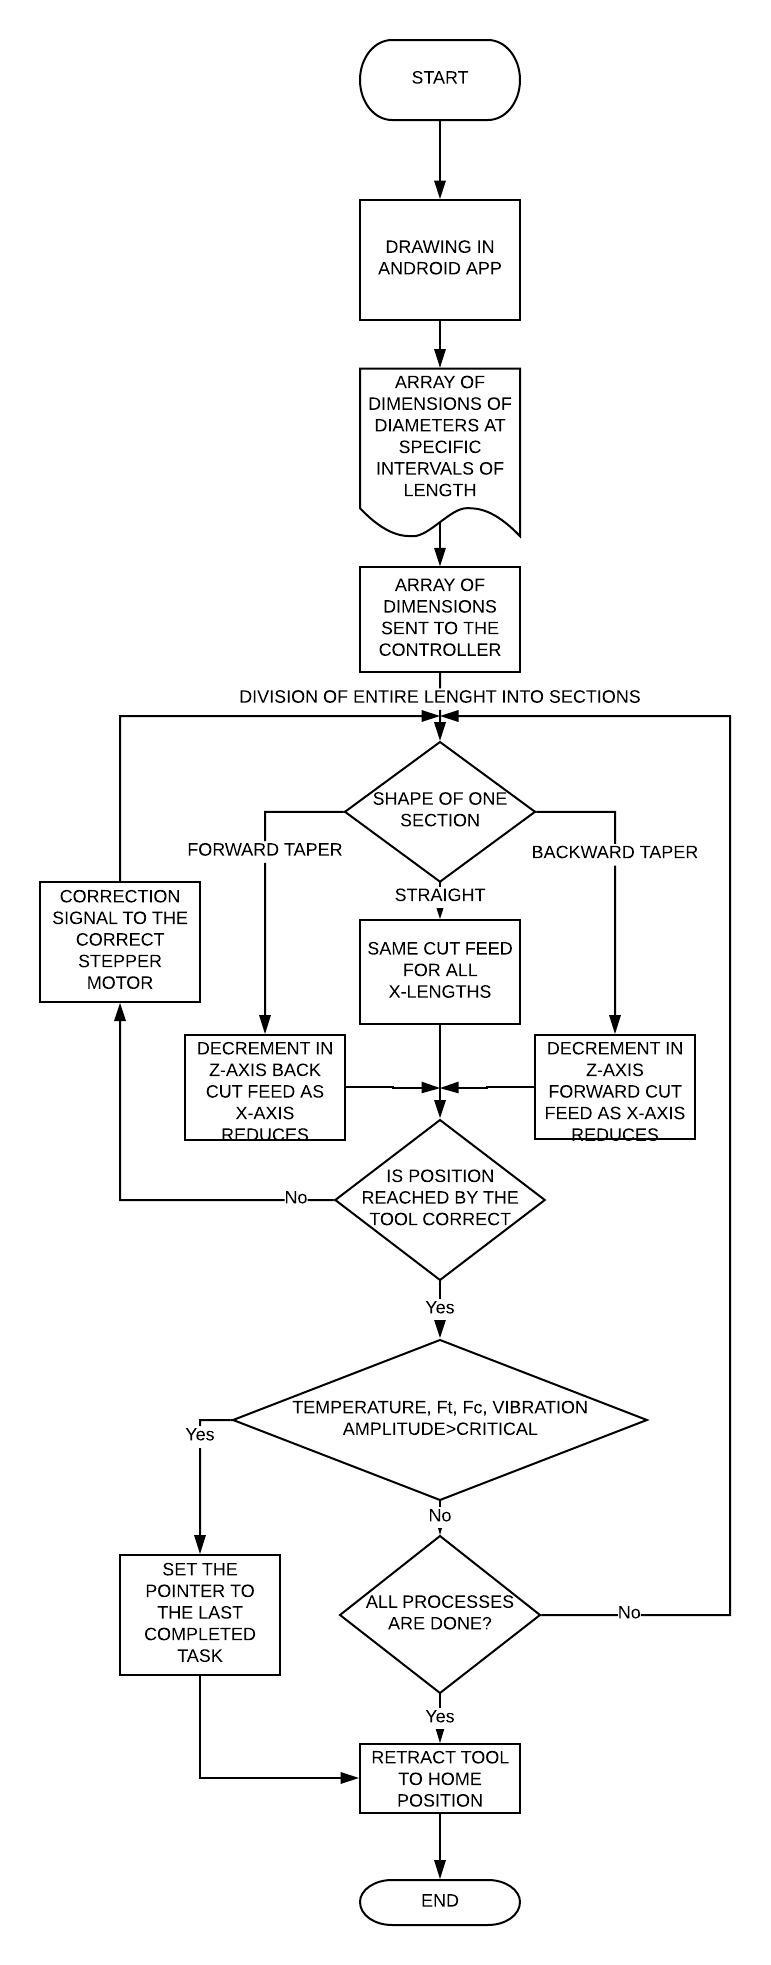 START
DRAWING IN
ANDROID APP
ARRAY OF
DIMENSIONS OF
DIAMETERS AT
SPECIFIC
INTERVALS OF
LENGTH
ARRAY OF
DIMENSIONS
SENT TO THE
CONTROLLER
DIVISION OF ENTIRE LENGHT INTO SECTIONS
SHAPE OF ONE
SECTION
FORWARD TAPER
BACKWARD TAPER
STRAIGHT
CORRECTION
SIGNAL TO THE
CORRECT
STEPPER
MOTOR
SAME CUT FEED
FOR ALL
X-LENGTHS
DECREMENT IN
Z-AXIS BACK
CUT FEED AS
X-AXIS
REDUCES
DECREMENT IN
Z-AXIS
FORWARD CUT
FEED AS X-AXIS
REDUCES
IS POSITION
REACHED BY THE
TOOL CORRECT
No
Yes
TEMPERATURE, Ft, Fc, VIBRATION
AMPLITUDE>CRITICAL
Yes
No
SET THE
POINTER TO
THE LAST
COMPLETED
TASK
ALL PROCESSES
ARE DONE?
No
Yes
RETRACT TOOL
TO HOME
POSITION
END